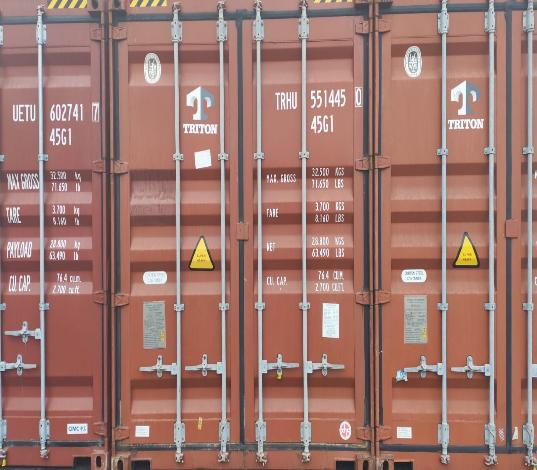 UETU 602741 7
45G1
MAX.GROSS 32.500 kg
71.650 lb
TARE 3.700 kg
8.160 lb
PAYLOAD 28.800 kg
63.490 lb
CU. CAP. 76.4 cu.m.
2.700 cu.ft.
TRITON
TRHU 551445 0
45G1
MAX. GROSS 32.500 KGS
71.650 LBS
TARE 3.700 KGS
8.160 LBS
NET 28.800 KGS
63.490 LBS
CU. CAP. 76.4 CU.M.
2.700 CU.FT.
TRITON